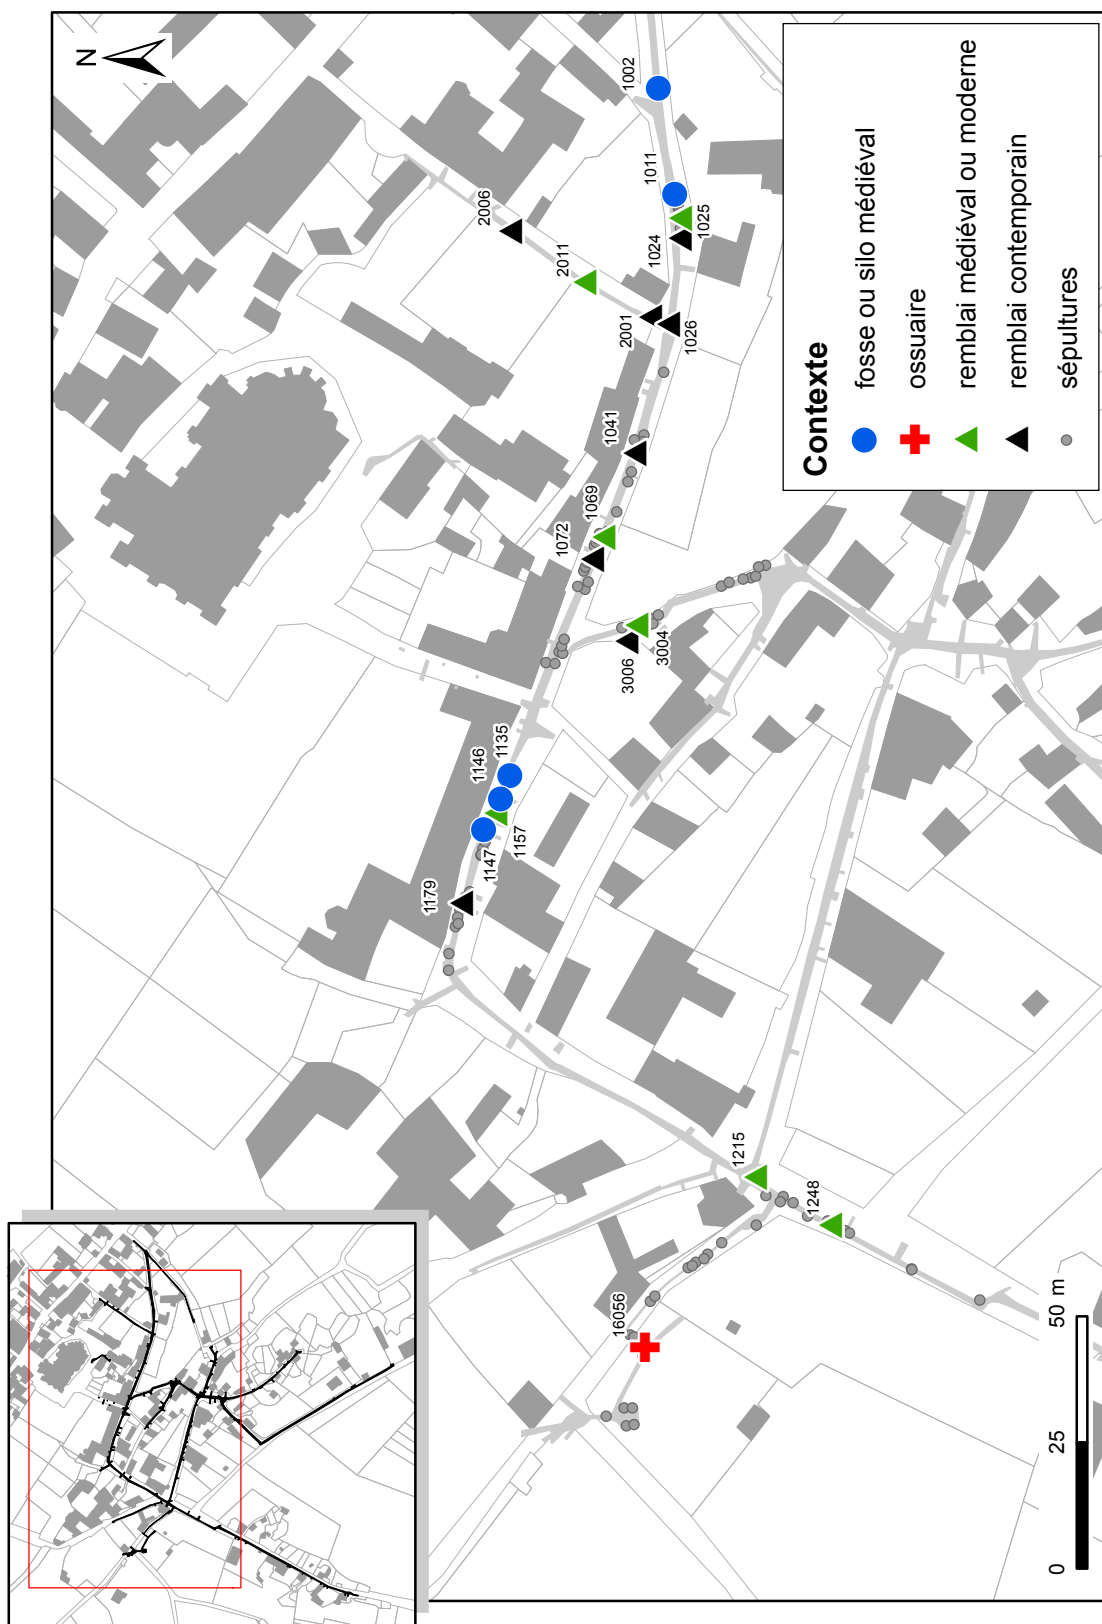 N
1002
1011
2006
1025
1024
2011
2001
1026
1041
1069
1072
3004
3006
1135
1146
1157
1147
1179
1215
1248
16056
Contexte
fosse ou silo médiéval
ossuaire
remblai médiéval ou moderne
remblai contemporain
sépultures
0 25 50 m